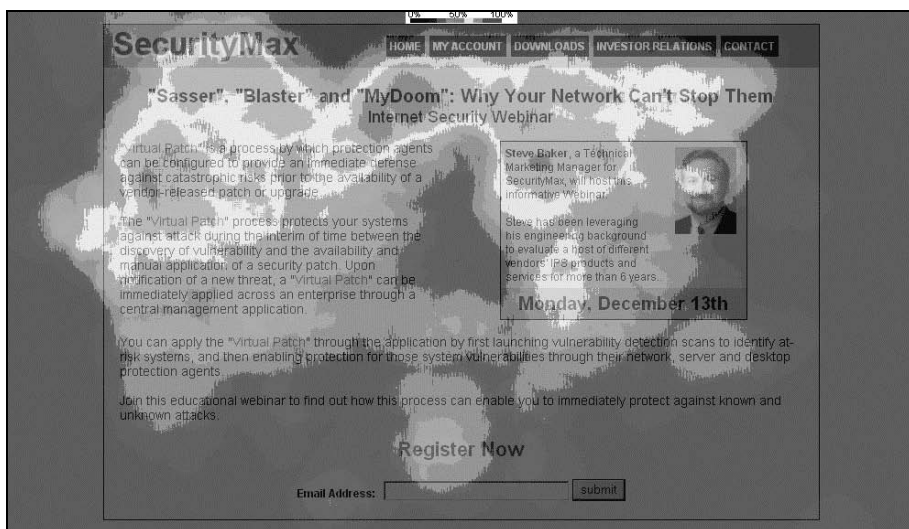 0% 50% 100%
SecurityMax
HOME MY ACCOUNT DOWNLOADS INVESTOR RELATIONS CONTACT
"Sasser", "Blaster" and "MyDoom": Why Your Network Can't Stop Them
Internet Security Webinar
"Virtual Patch" is a process by which protection agents
can be configured to provide an immediate defense
against catastrophic risks prior to the availability of a
vendor-released patch or upgrade.
The "Virtual Patch" process protects your systems
against attack during the interim of time between the
discovery of vulnerability and the availability and
manual application of a security patch. Upon
notification of a new threat, a "Virtual Patch" can be
immediately applied across an enterprise through a
central management application.
Steve Baker, a Technical
Marketing Manager for
SecurityMax, will host this
informative Webinar.
Steve has been leveraging
his engineering background
to evaluate a host of different
vendors' IPS products and
services for more than 6 years.
Monday, December 13th
You can apply the "Virtual Patch" through the application by first launching vulnerability detection scans to identify at-
risk systems, and then enabling protection for those system vulnerabilities through their network, server and desktop
protection agents.
Join this educational webinar to find out how this process can enable you to immediately protect against known and
unknown attacks.
Register Now
Email Address: submit